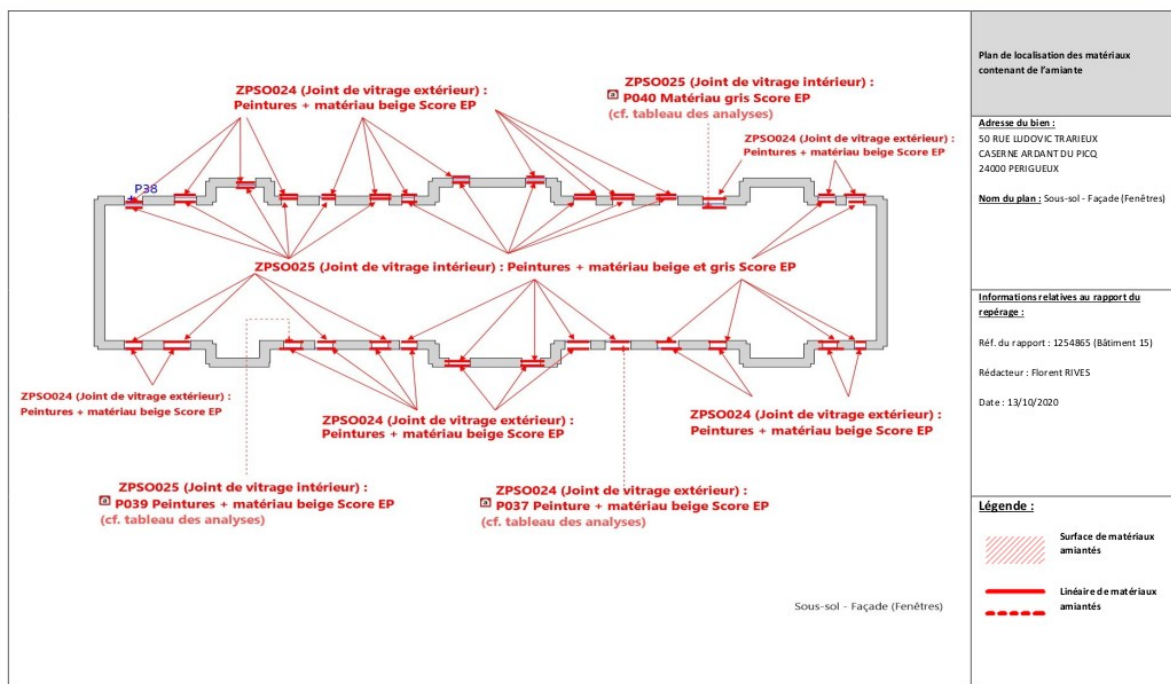 ZPSO024 (Joint de vitrage extérieur) :
Peintures + matériau beige Score EP
ZPSO025 (Joint de vitrage intérieur) :
a P040 Matériau gris Score EP
(cf. tableau des analyses)
ZPSO024 (Joint de vitrage extérieur) :
Peintures + matériau beige Score EP
P38
ZPSO025 (Joint de vitrage intérieur) : Peintures + matériau beige et gris Score EP
ZPSO024 (Joint de vitrage extérieur) :
Peintures + matériau beige Score EP
ZPSO024 (Joint de vitrage extérieur) :
Peintures + matériau beige Score EP
ZPSO024 (Joint de vitrage extérieur) :
Peintures + matériau beige Score EP
ZPSO025 (Joint de vitrage intérieur) :
a P039 Peintures + matériau beige Score EP
(cf. tableau des analyses)
ZPSO024 (Joint de vitrage extérieur) :
a P037 Peinture + matériau beige Score EP
(cf. tableau des analyses)
Sous-sol - Façade (Fenêtres)
Plan de localisation des matériaux
contenant de l'amiante
Adresse du bien :
50 RUE LUDOVIC TRARIEUX
CASERNE ARDANT DU PICQ
24000 PERIGUEUX
Nom du plan : Sous-sol - Façade (Fenêtres)
Informations relatives au rapport du
repérage :
Réf. du rapport : 1254865 (Bâtiment 15)
Rédacteur : Florent RIVES
Date : 13/10/2020
Légende :
Surface de matériaux
amiantés
Linéaire de matériaux
amiantés